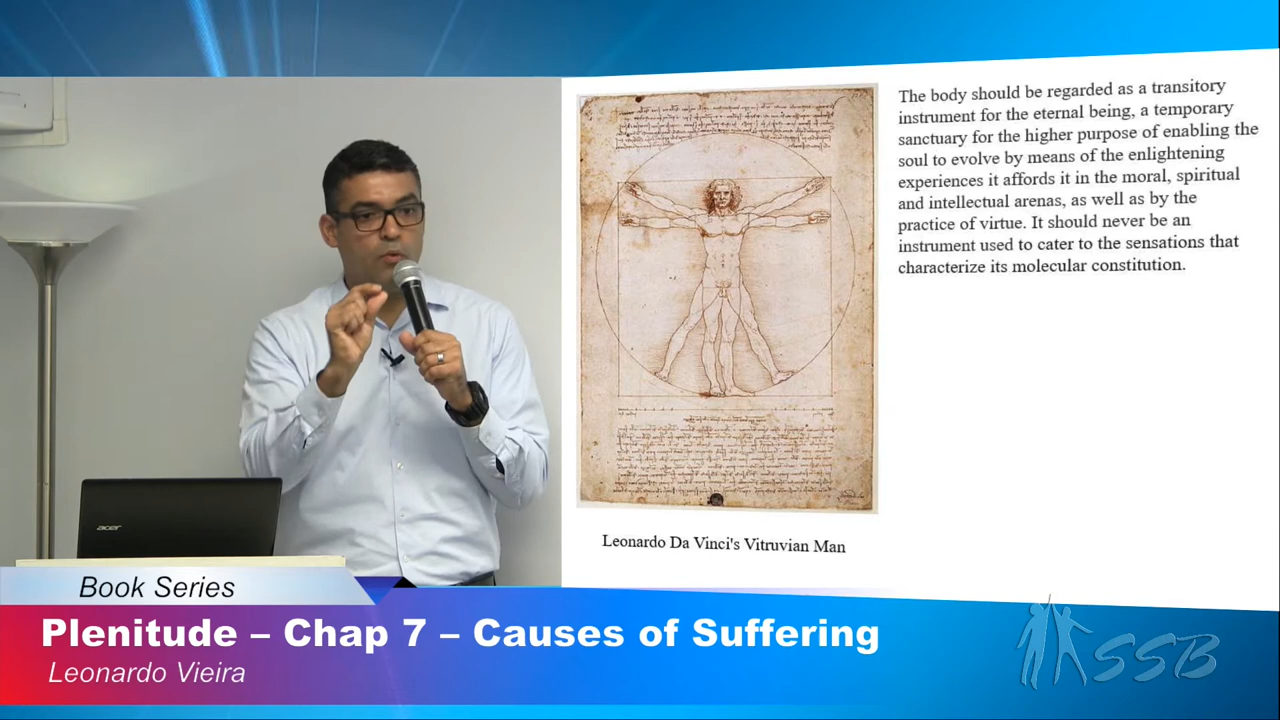 The body should be regarded as a transitory
instrument for the eternal being, a temporary
sanctuary for the higher purpose of enabling the
soul to evolve by means of the enlightening
experiences it affords it in the moral, spiritual
and intellectual arenas, as well as by the
practice of virtue. It should never be an
instrument used to cater to the sensations that
characterize its molecular constitution.
Leonardo Da Vinci's Vitruvian Man
acer
Book Series
Plenitude – Chap 7 – Causes of Suffering
Leonardo Vieira
SSB